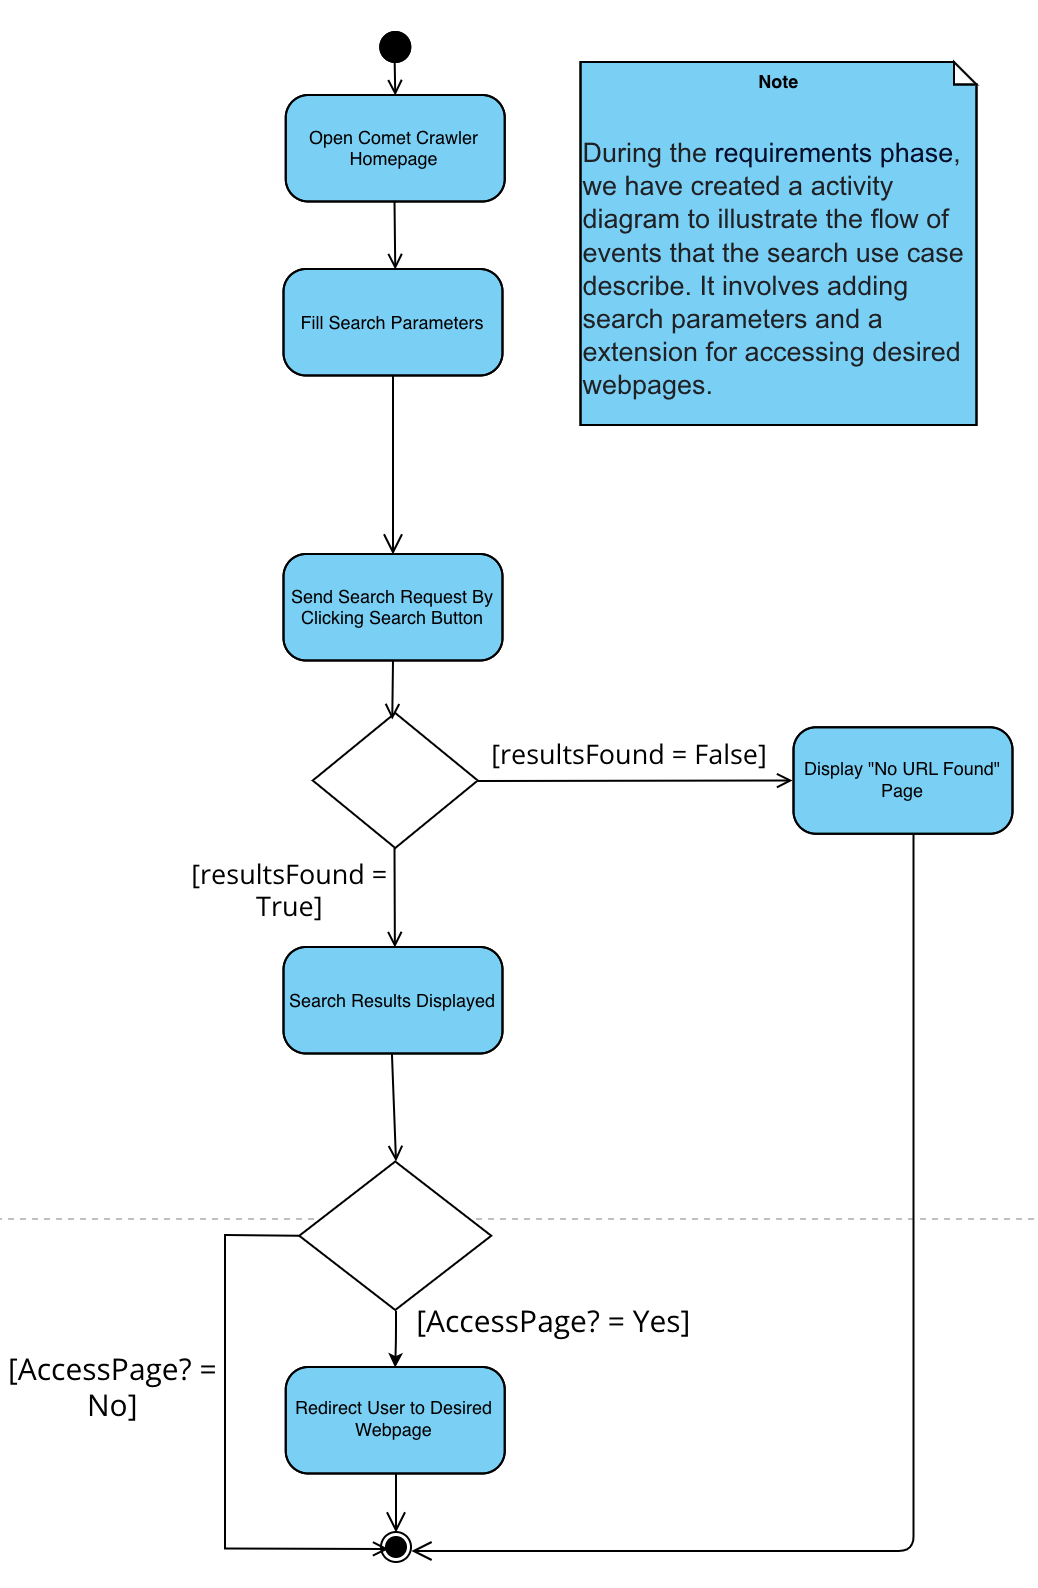 Note
During the requirements phase,
we have created a activity
diagram to illustrate the flow of
events that the search use case
describe. It involves adding
search parameters and a
extension for accessing desired
webpages.
Open Comet Crawler
Homepage
Fill Search Parameters
Send Search Request By
Clicking Search Button
[resultsFound = False]
Display "No URL Found"
Page
[resultsFound =
True]
Search Results Displayed
[AccessPage? = Yes]
[AccessPage? =
No]
Redirect User to Desired
Webpage